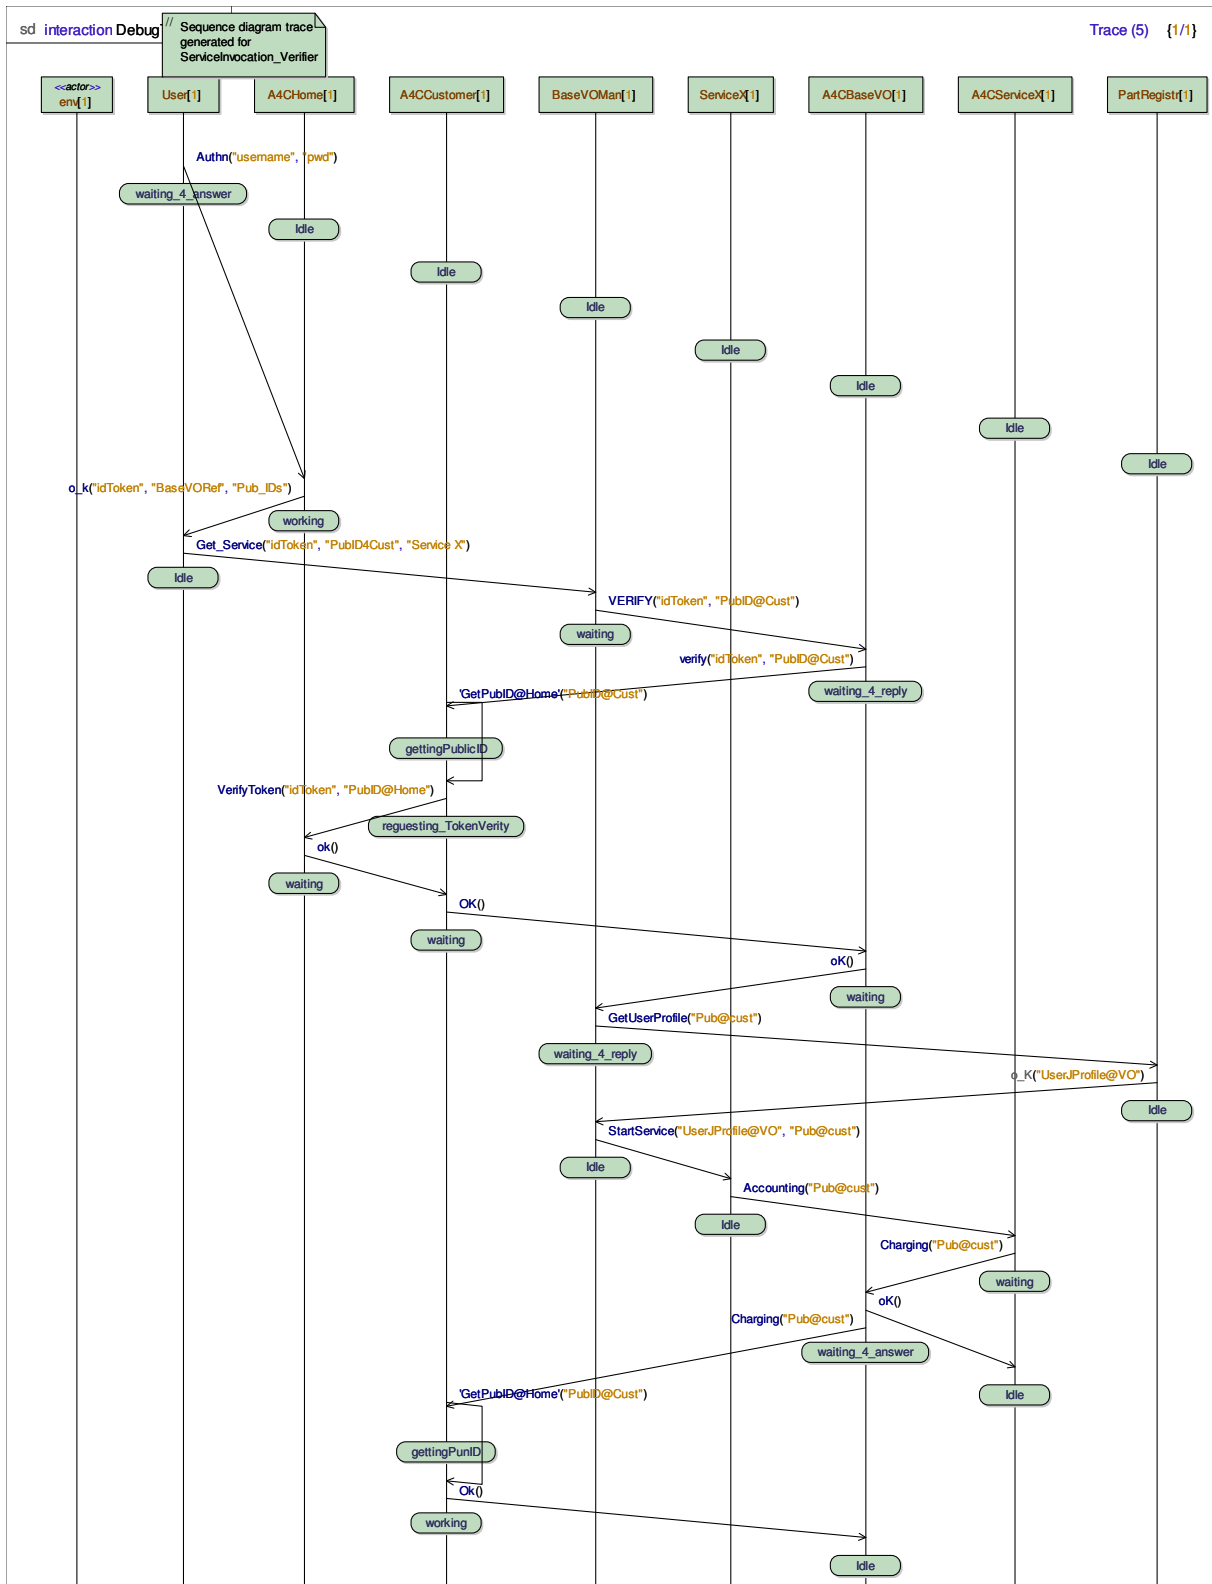 sd interaction Debug
// Sequence diagram trace
generated for
ServiceInvocation_Verifier
Trace (5) {1/1}
<<actor>>
env[1]
User[1]
A4CHome[1]
A4CCustomer[1]
BaseVOMan[1]
ServiceX[1]
A4CBaseVO[1]
A4CServiceX[1]
PartRegistr[1]
Authn("username", "pwd")
waiting_4_answer
Idle
Idle
Idle
Idle
Idle
Idle
Idle
o_k("idToken", "BaseVORef", "Pub_IDs")
working
Get_Service("idToken", "PubID4Cust", "Service X")
Idle
VERIFY("idToken", "PubID@Cust")
waiting
verify("idToken", "PubID@Cust")
waiting_4_reply
'GetPubID@Home'("PubID@Cust")
gettingPublicID
VerifyToken("idToken", "PubID@Home")
reguesting_TokenVerity
ok()
waiting
OK()
waiting
oK()
waiting
GetUserProfile("Pub@cust")
waiting_4_reply
o_K("UserJProfile@VO")
Idle
StartService("UserJProfile@VO", "Pub@cust")
Idle
Accounting("Pub@cust")
Idle
Charging("Pub@cust")
waiting
oK()
Charging("Pub@cust")
waiting_4_answer
Idle
'GetPubID@Home'("PubID@Cust")
gettingPunID
Ok()
working
Idle